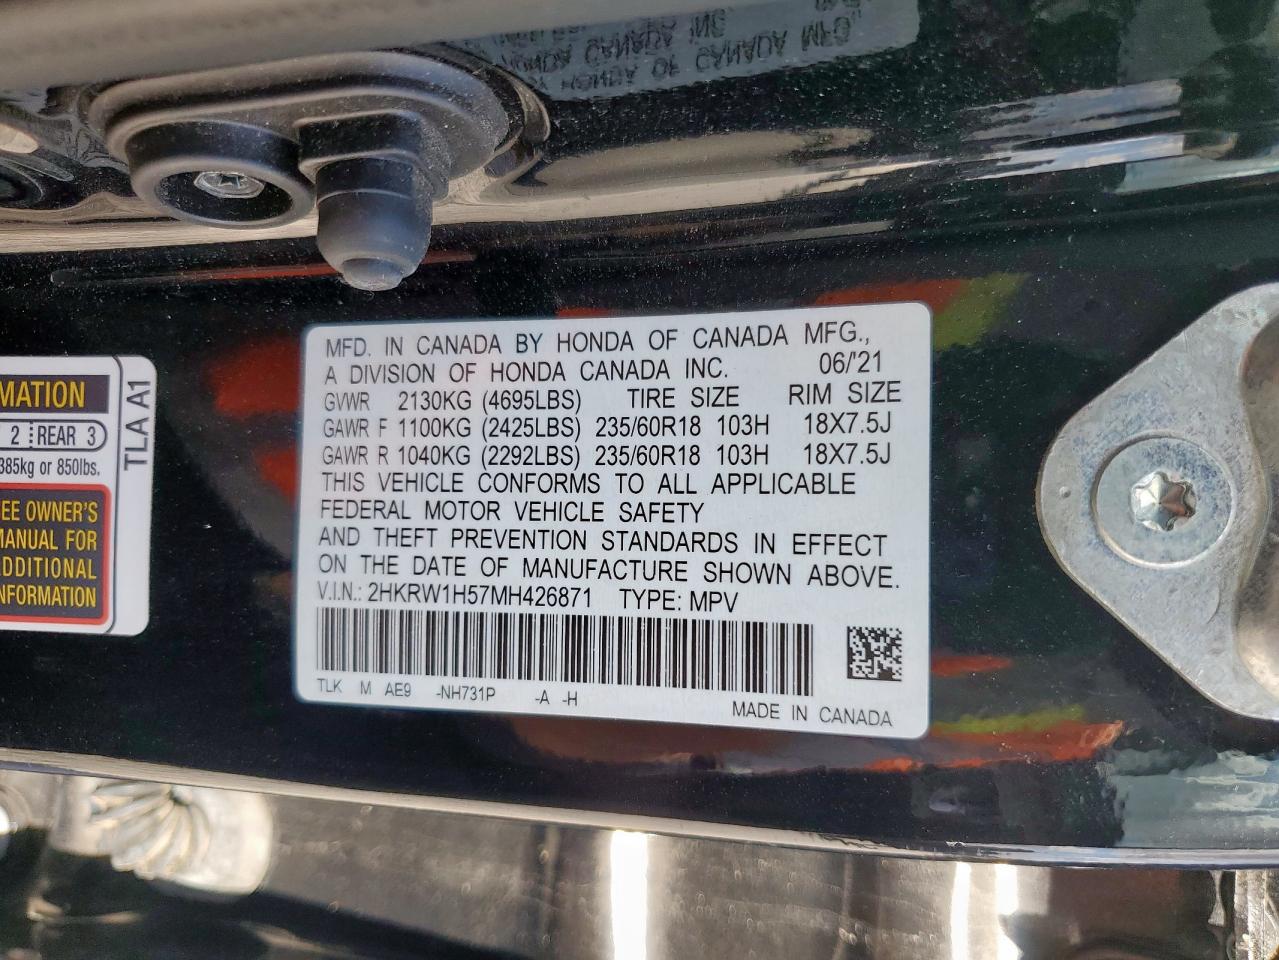 MATION
2 REAR 3
385kg or 850lbs.
EE OWNER'S
MANUAL FOR
ADDITIONAL
INFORMATION
TLA A1
MFD. IN CANADA BY HONDA OF CANADA MFG.,
A DIVISION OF HONDA CANADA INC. 06/'21
GVWR 2130KG (4695LBS) TIRE SIZE RIM SIZE
GAWR F 1100KG (2425LBS) 235/60R18 103H 18X7.5J
GAWR R 1040KG (2292LBS) 235/60R18 103H 18X7.5J
THIS VEHICLE CONFORMS TO ALL APPLICABLE
FEDERAL MOTOR VEHICLE SAFETY
AND THEFT PREVENTION STANDARDS IN EFFECT
ON THE DATE OF MANUFACTURE SHOWN ABOVE.
V.I.N.: 2HKRW1H57MH426871 TYPE: MPV
TLK M AE9 -NH731P -A -H
MADE IN CANADA